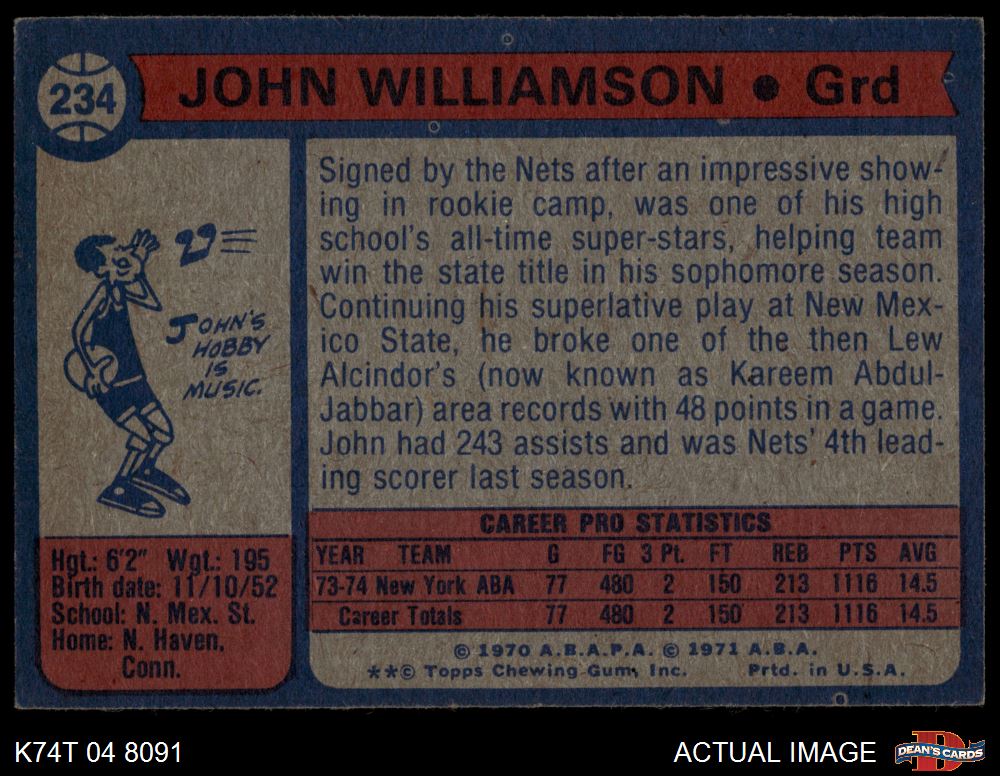 234
JOHN WILLIAMSON • Grd
Signed by the Nets after an impressive show-
ing in rookie camp, was one of his high
school's all-time super-stars, helping team
win the state title in his sophomore season.
Continuing his superlative play at New Mex-
ico State, he broke one of the then Lew
Alcindor's (now known as Kareem Abdul-
Jabbar) area records with 48 points in a game.
John had 243 assists and was Nets' 4th lead-
ing scorer last season.
JOHN'S
HOBBY
IS
MUSIC.
Hgt.: 6'2" Wgt.: 195
Birth date: 11/10/52
School: N. Mex. St.
Home: N. Haven,
Conn.
CAREER PRO STATISTICS
YEAR TEAM G FG 3 Pt. FT REB PTS AVG
73-74 New York ABA 77 480 2 150 213 1116 14.5
Career Totals 77 480 2 150 213 1116 14.5
© 1970 A.B.A.P.A. © 1971 A.B.A.
**© Topps Chewing Gum, Inc. Prtd. in U.S.A.
K74T 04 8091
ACTUAL IMAGE
DEAN'S CARDS